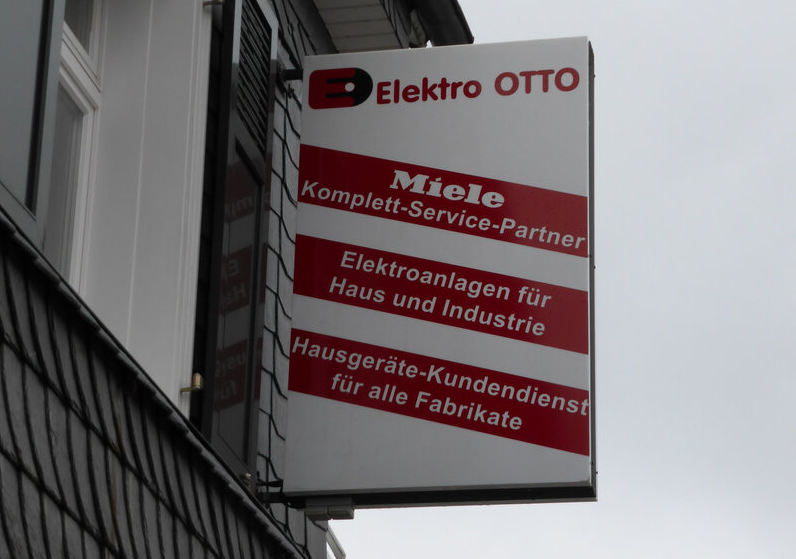 Elektro OTTO
Miele
Komplett-Service-Partner
Elektroanlagen für
Haus und Industrie
Hausgeräte-Kundendienst
für alle Fabrikate